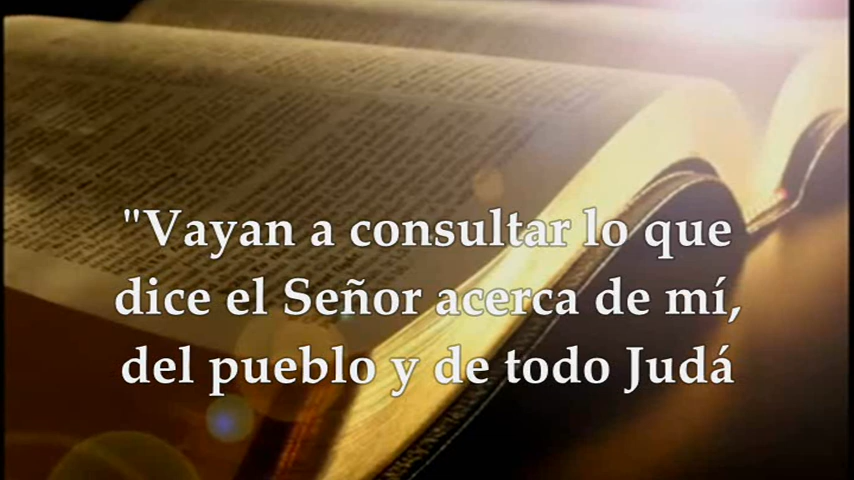 "Vayan a consultar lo que
dice el Señor acerca de mí,
del pueblo y de todo Judá